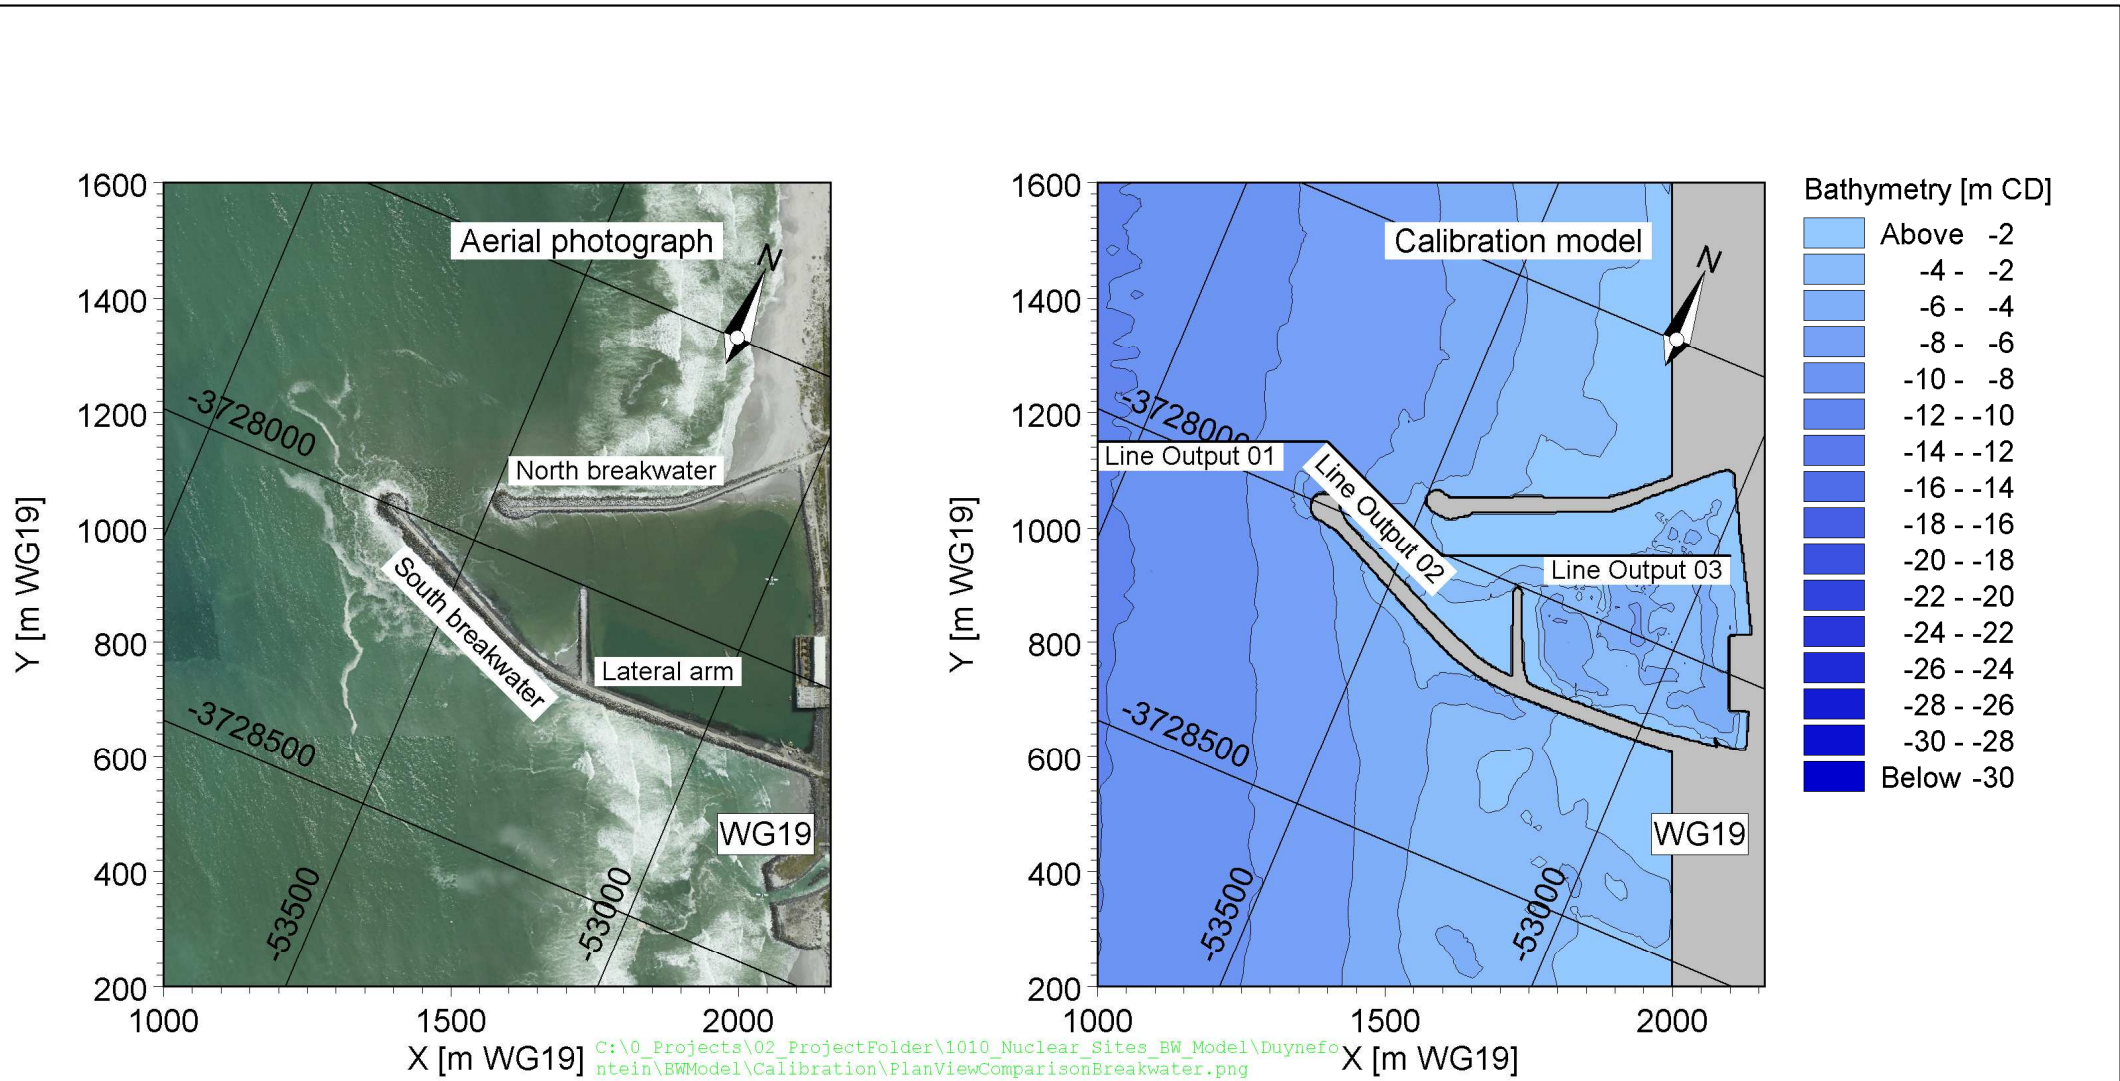 1600
1400
1200
1000
800
600
400
200
Y [m WG19]
1000
1500
2000
X [m WG19]
Aerial photograph
N
-3728000
North breakwater
South breakwater
Lateral arm
-3728500
WG19
-53500
-53000
1600
1400
1200
1000
800
600
400
200
Y [m WG19]
1000
1500
2000
X [m WG19]
Calibration model
N
-3728000
Line Output 01
Line Output 02
Line Output 03
-3728500
WG19
-53500
-53000
Bathymetry [m CD]
Above -2
-4 - -2
-6 - -4
-8 - -6
-10 - -8
-12 - -10
-14 - -12
-16 - -14
-18 - -16
-20 - -18
-22 - -20
-24 - -22
-26 - -24
-28 - -26
-30 - -28
Below -30
C:\0_Projects\02_ProjectFolder\1010_Nuclear_Sites_BW_Model\Duynefo
ntein\BWModel\Calibration\PlanViewComparisonBreakwater.png